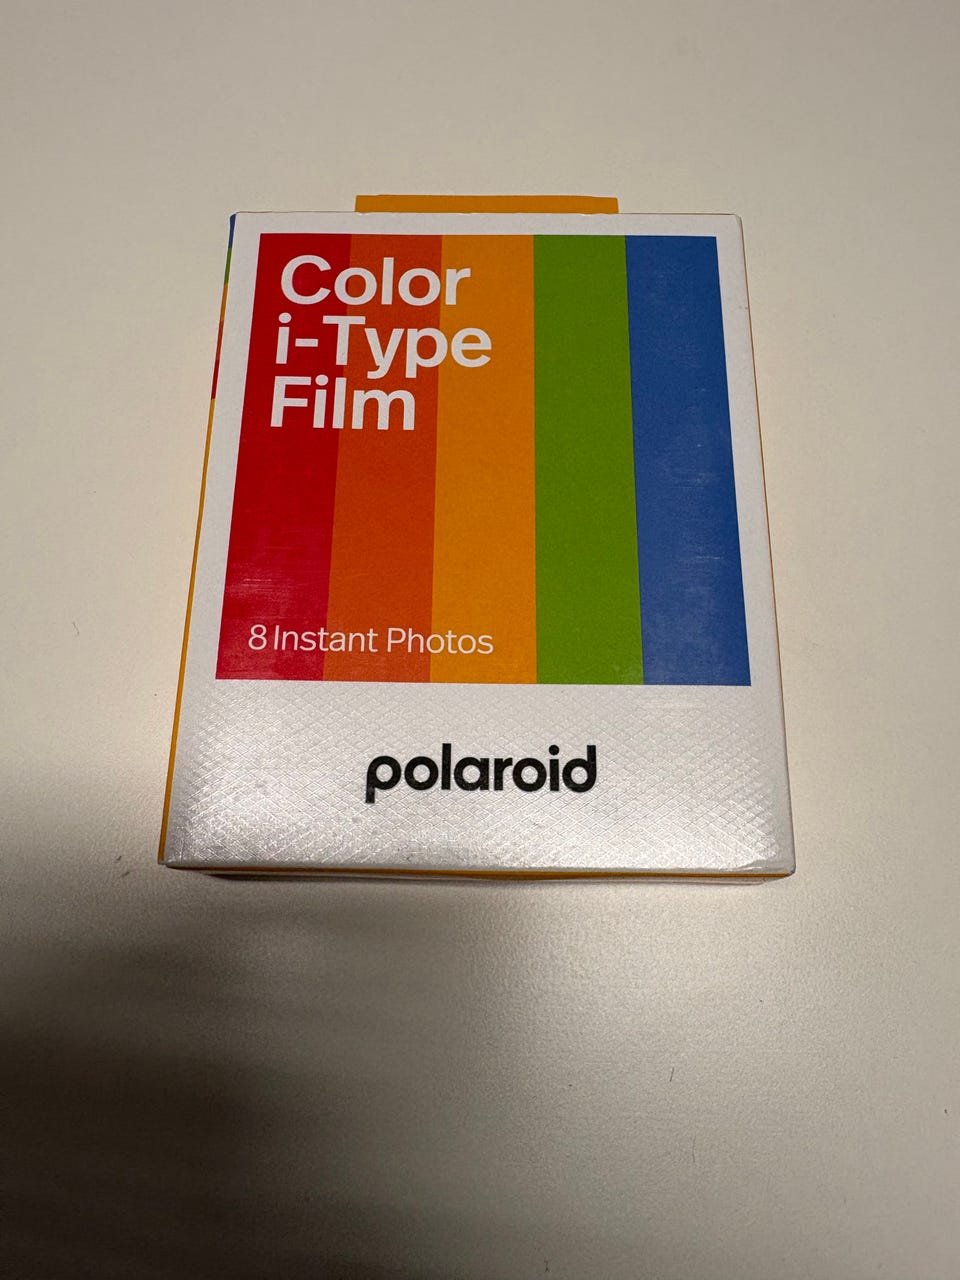 Color
i-Type
Film
8 Instant Photos
polaroid